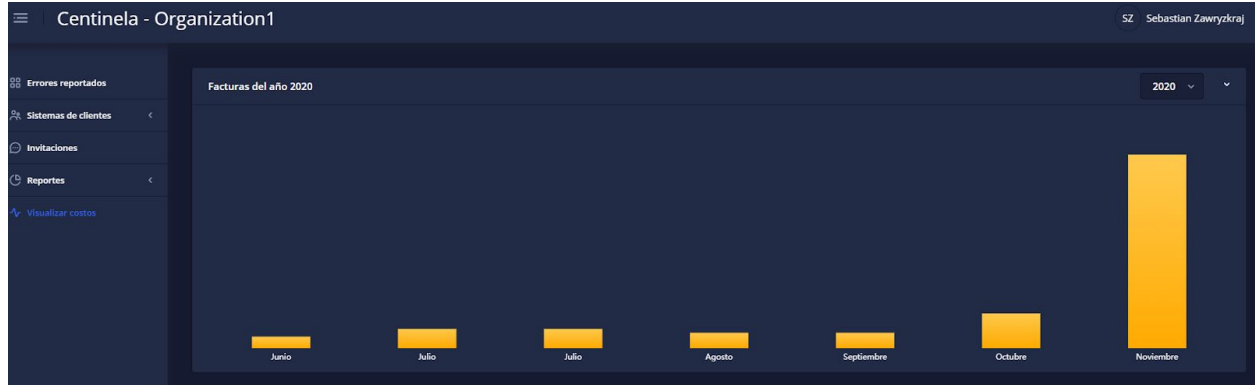 Centinela - Organization1
SZ Sebastian Zawryzkraj
Errores reportados
Sistemas de clientes
Invitaciones
Reportes
Visualizar costos
Facturas del año 2020
2020
Junio Julio Julio Agosto Septiembre Octubre Noviembre